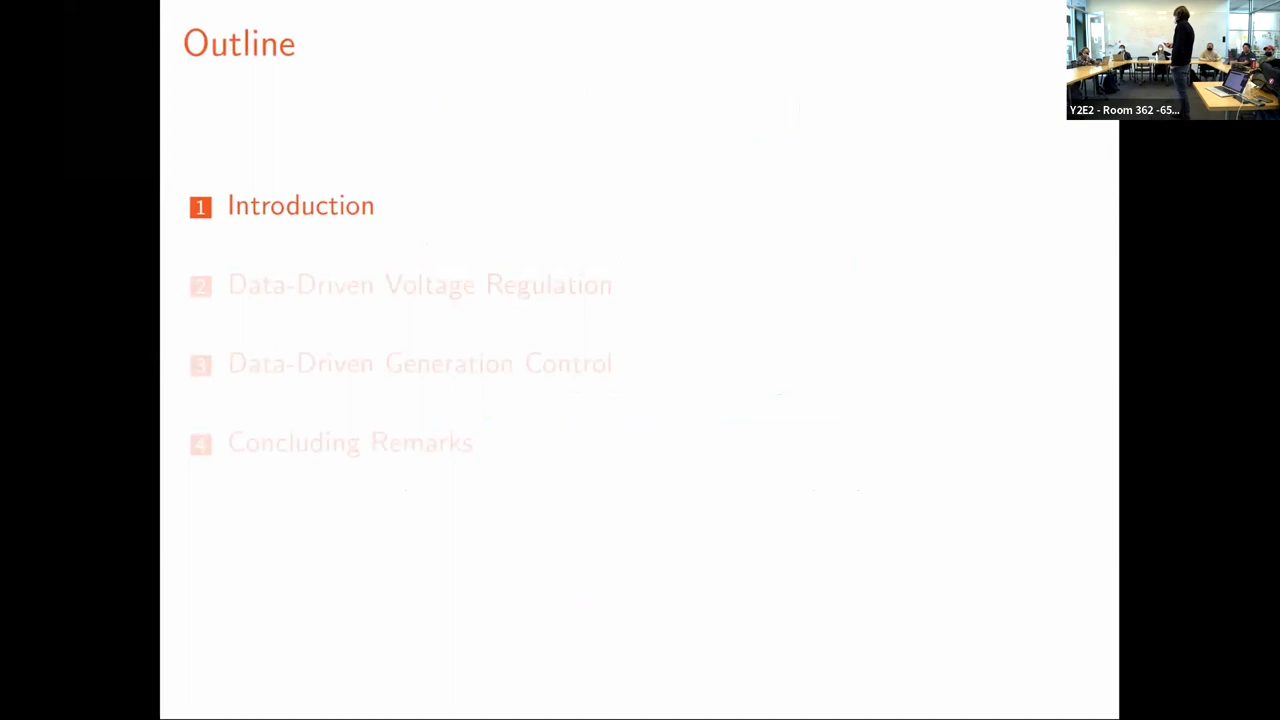 Outline
1 Introduction
2 Data-Driven Voltage Regulation
3 Data-Driven Generation Control
4 Concluding Remarks
Y2E2 - Room 362 -65...